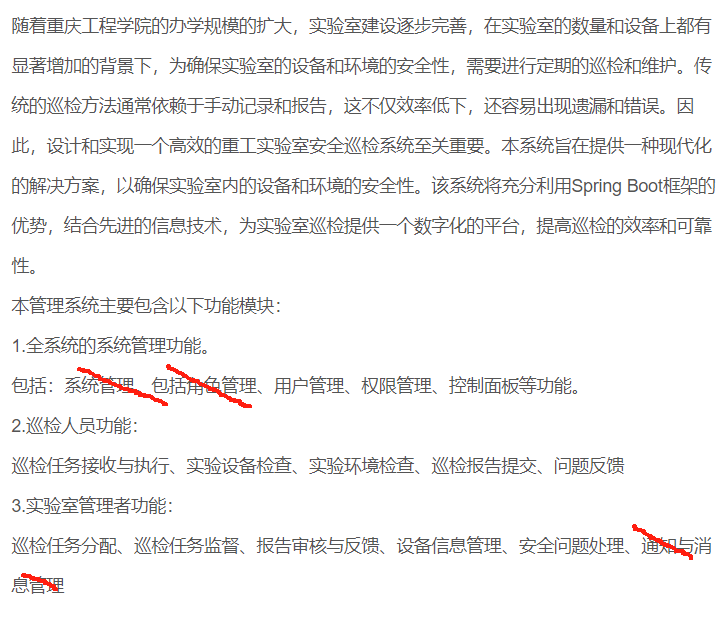 随着重庆工程学院的办学规模的扩大，实验室建设逐步完善，在实验室的数量和设备上都有
显著增加的背景下，为确保实验室的设备和环境的安全性，需要进行定期的巡检和维护。传
统的巡检方法通常依赖于手动记录和报告，这不仅效率低下，还容易出现遗漏和错误。因
此，设计和实现一个高效的重工实验室安全巡检系统至关重要。本系统旨在提供一种现代化
的解决方案，以确保实验室内的设备和环境的安全性。该系统将充分利用Spring Boot框架的
优势，结合先进的信息技术，为实验室巡检提供一个数字化的平台，提高巡检的效率和可靠
性。
本管理系统主要包含以下功能模块：
1.全系统的系统管理功能。
包括：系统管理、包括角色管理、用户管理、权限管理、控制面板等功能。
2.巡检人员功能：
巡检任务接收与执行、实验设备检查、实验环境检查、巡检报告提交、问题反馈
3.实验室管理者功能：
巡检任务分配、巡检任务监督、报告审核与反馈、设备信息管理、安全问题处理、通知与消
息管理